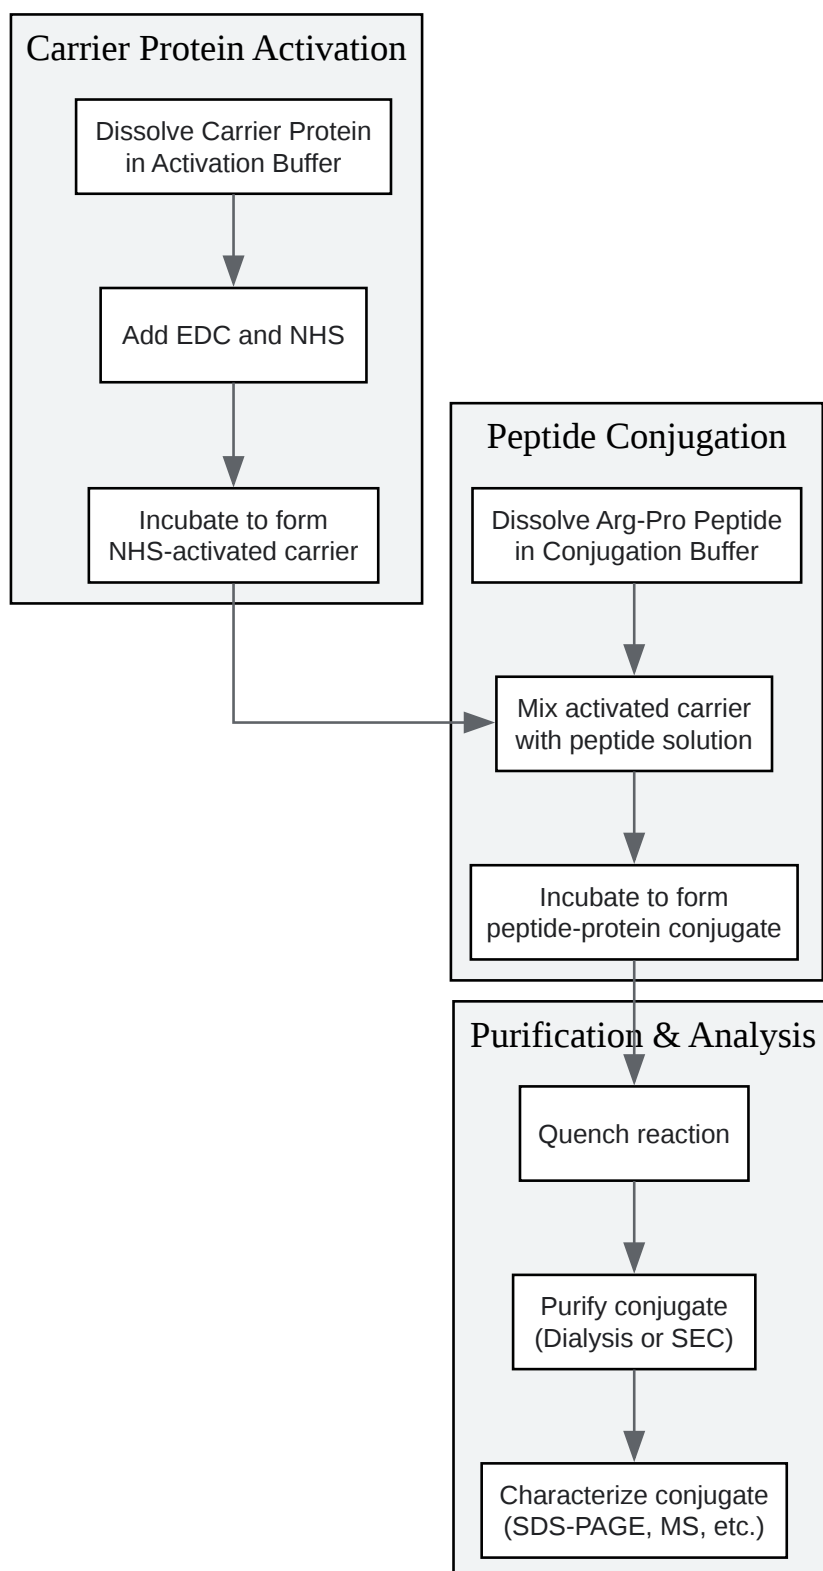 Carrier Protein Activation
Dissolve Carrier Protein
in Activation Buffer
Add EDC and NHS
Incubate to form
NHS-activated carrier
Peptide Conjugation
Dissolve Arg-Pro Peptide
in Conjugation Buffer
Mix activated carrier
with peptide solution
Incubate to form
peptide-protein conjugate
Purification & Analysis
Quench reaction
Purify conjugate
(Dialysis or SEC)
Characterize conjugate
(SDS-PAGE, MS, etc.)